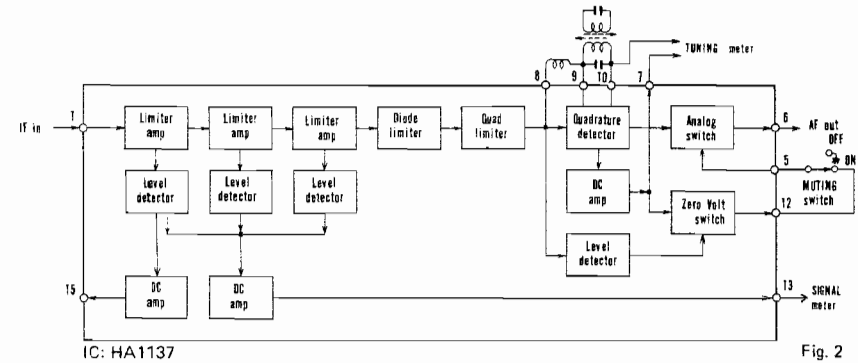 TUNING meter
8
9
10
7
IF in
1
Limiter amp
Limiter amp
Limiter amp
Diode limiter
Quad limiter
Quadrature detector
Analog switch
6
AF out
OFF
ON
5
MUTING switch
Level detector
Level detector
Level detector
DC amp
Zero Volt switch
12
Level detector
15
DC amp
DC amp
13
SIGNAL meter
IC: HA1137
Fig. 2